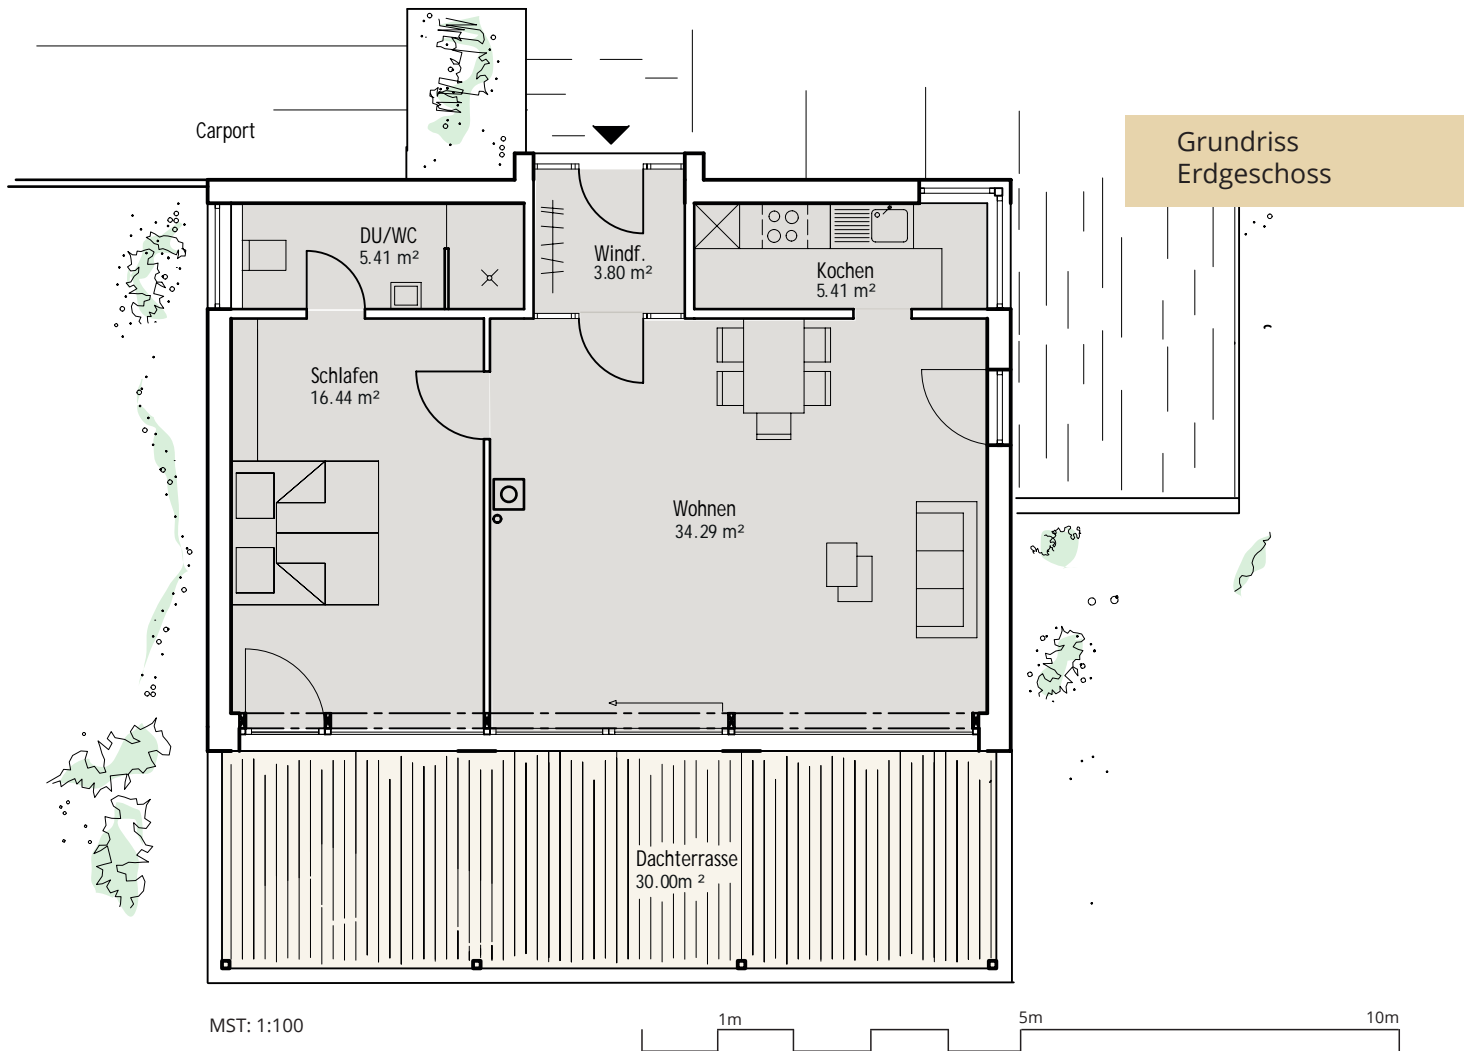 Carport
Grundriss
Erdgeschoss
DU/WC
5.41 m²
Windf.
3.80 m²
Kochen
5.41 m²
Schlafen
16.44 m²
Wohnen
34.29 m²
Dachterrasse
30.00m ²
MST: 1:100
1m
5m
10m